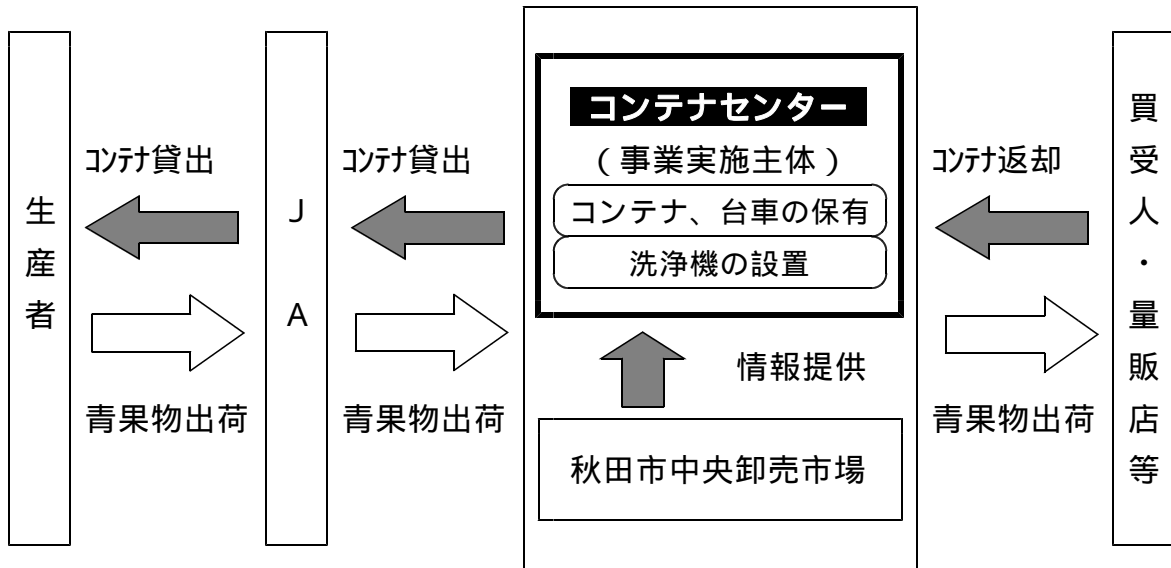 生産者
コンテナ貸出
青果物出荷
JA
コンテナ貸出
青果物出荷
コンテナセンター
(事業実施主体)
コンテナ、台車の保有
洗浄機の設置
情報提供
秋田市中央卸売市場
コンテナ返却
青果物出荷
買受人・量販店等